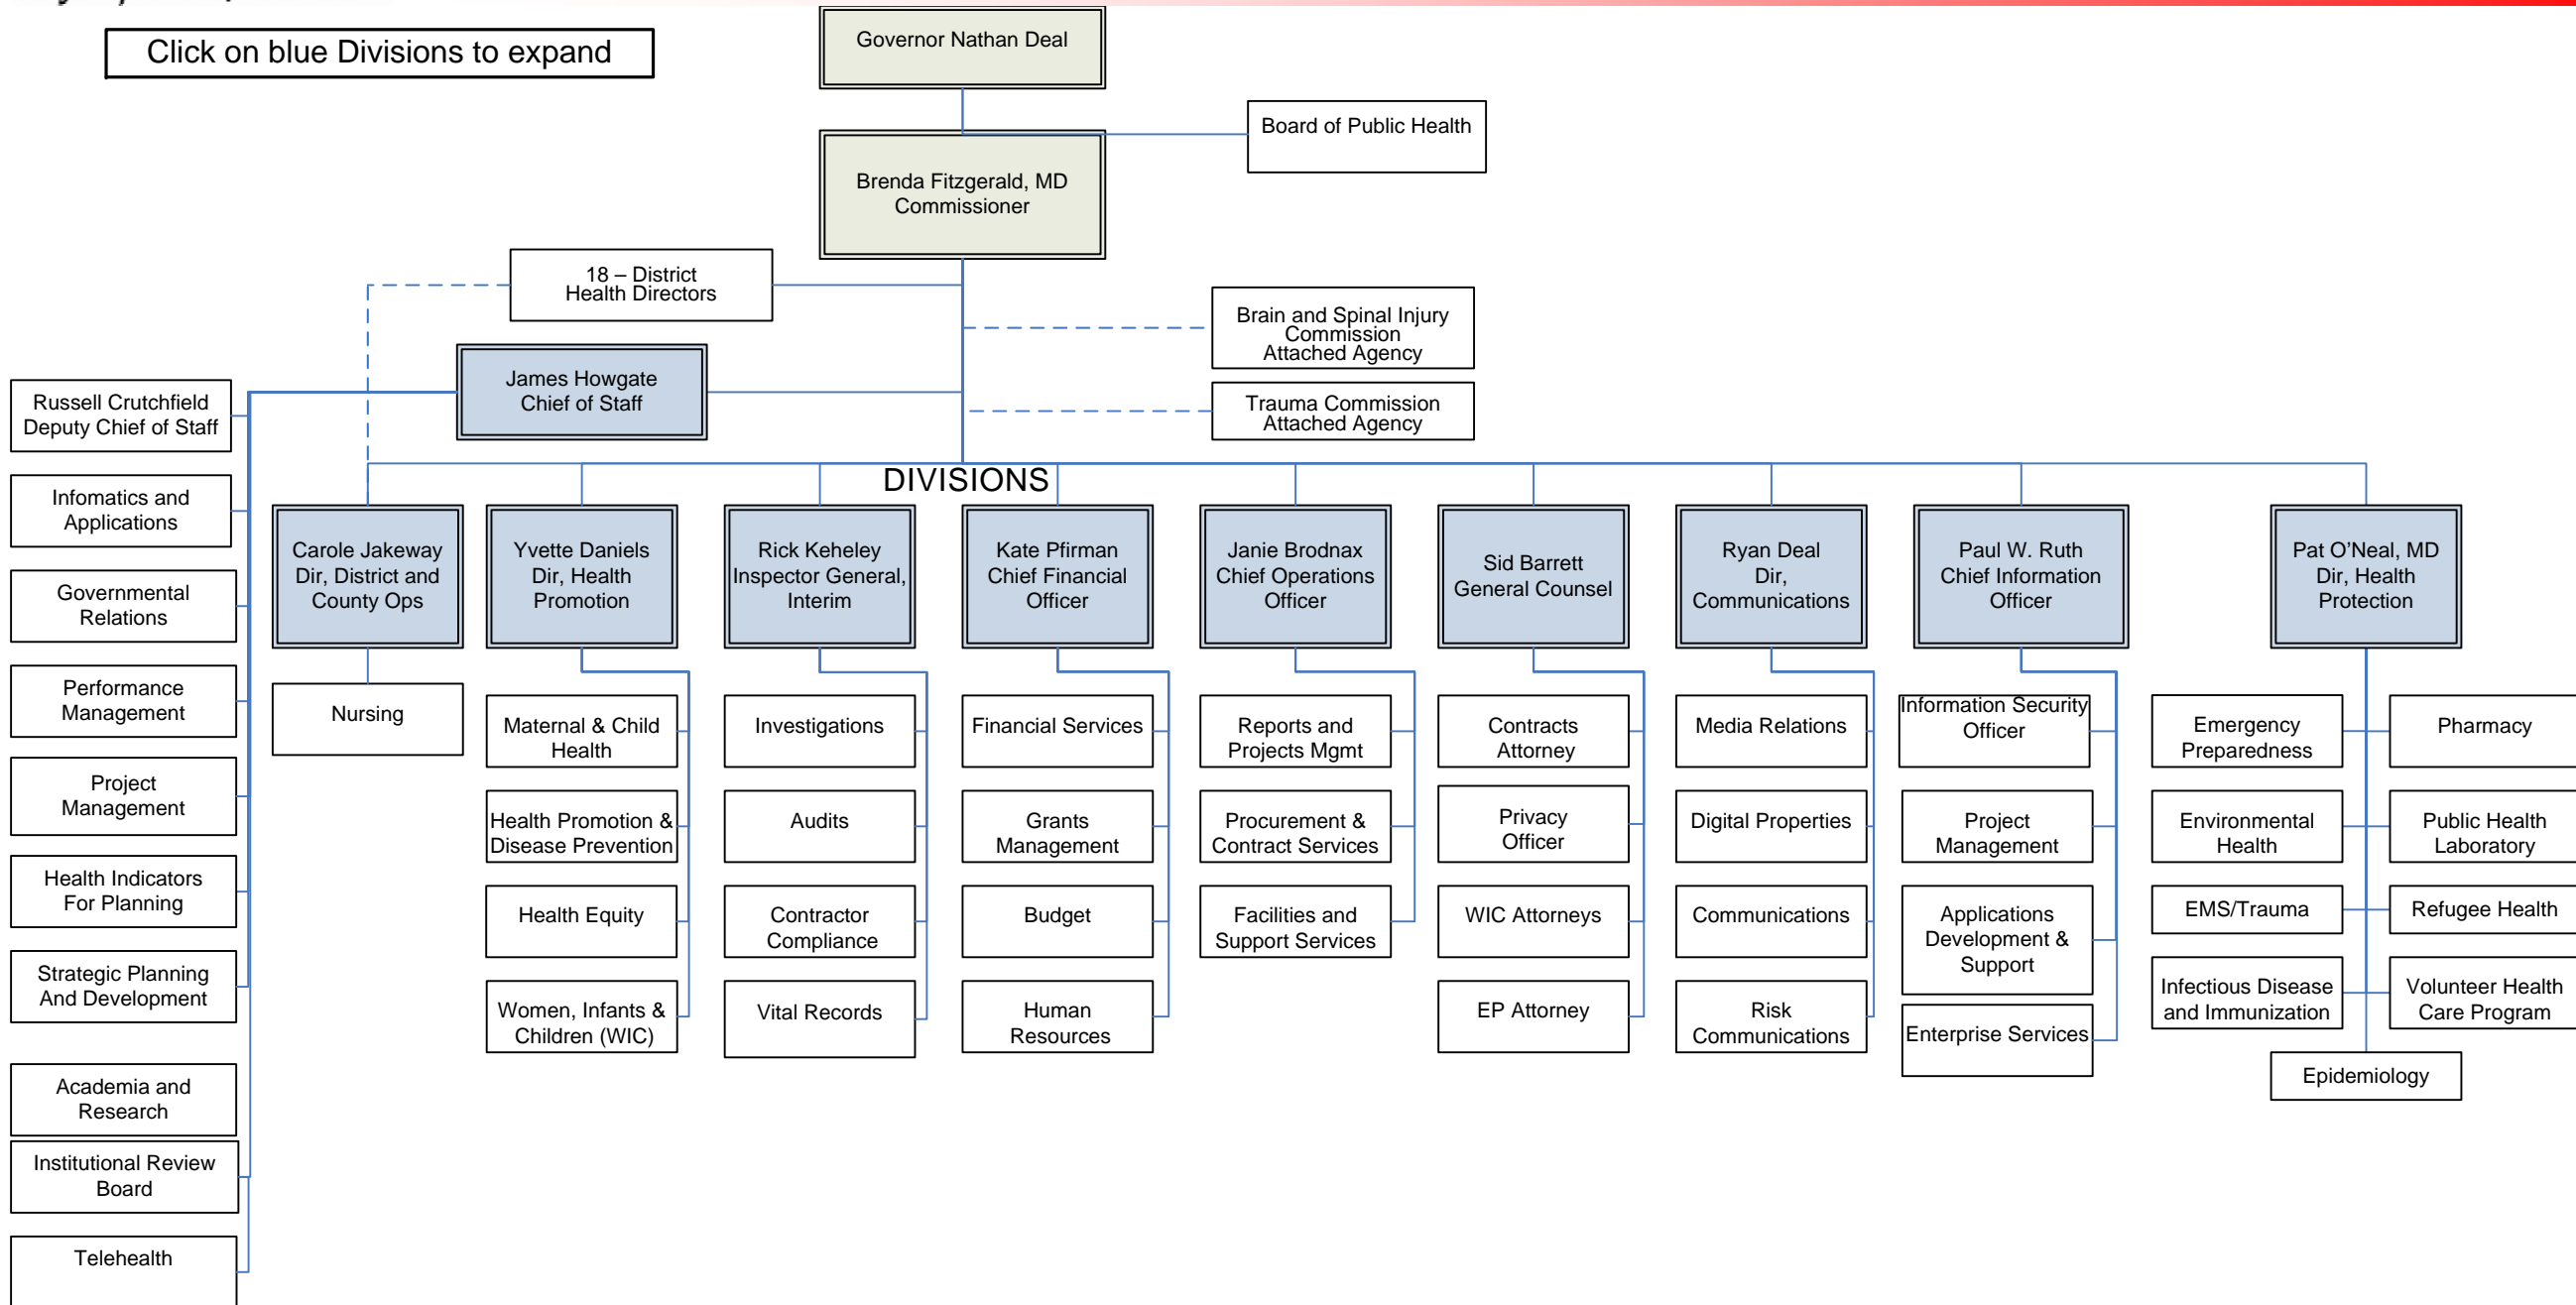 Click on blue Divisions to expand
Governor Nathan Deal
Board of Public Health
Brenda Fitzgerald, MD
Commissioner
18 – District
Health Directors
Brain and Spinal Injury
Commission
Attached Agency
James Howgate
Chief of Staff
Trauma Commission
Attached Agency
Russell Crutchfield
Deputy Chief of Staff
Infomatics and
Applications
Governmental
Relations
Performance
Management
Project
Management
Health Indicators
For Planning
Strategic Planning
And Development
Academia and
Research
Institutional Review
Board
Telehealth
DIVISIONS
Carole Jakeway
Dir, District and
County Ops
Nursing
Yvette Daniels
Dir, Health
Promotion
Maternal & Child
Health
Health Promotion &
Disease Prevention
Health Equity
Women, Infants &
Children (WIC)
Rick Keheley
Inspector General,
Interim
Investigations
Audits
Contractor
Compliance
Vital Records
Kate Pfirman
Chief Financial
Officer
Financial Services
Grants
Management
Budget
Human
Resources
Janie Brodnax
Chief Operations
Officer
Reports and
Projects Mgmt
Procurement &
Contract Services
Facilities and
Support Services
Sid Barrett
General Counsel
Contracts
Attorney
Privacy
Officer
WIC Attorneys
EP Attorney
Ryan Deal
Dir,
Communications
Media Relations
Digital Properties
Communications
Risk
Communications
Paul W. Ruth
Chief Information
Officer
Information Security
Officer
Project
Management
Applications
Development &
Support
Enterprise Services
Pat O’Neal, MD
Dir, Health
Protection
Emergency
Preparedness
Pharmacy
Environmental
Health
Public Health
Laboratory
EMS/Trauma
Refugee Health
Infectious Disease
and Immunization
Volunteer Health
Care Program
Epidemiology